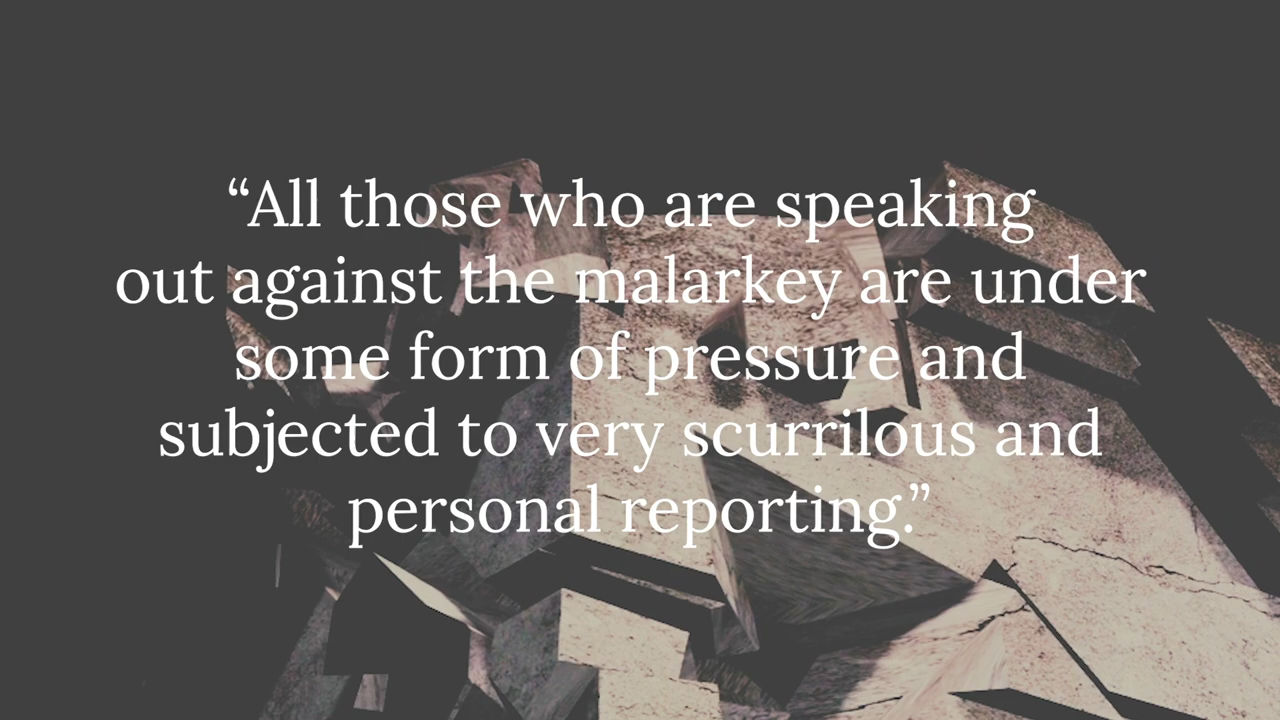 “All those who are speaking
out against the malarkey are under
some form of pressure and
subjected to very scurrilous and
personal reporting.”